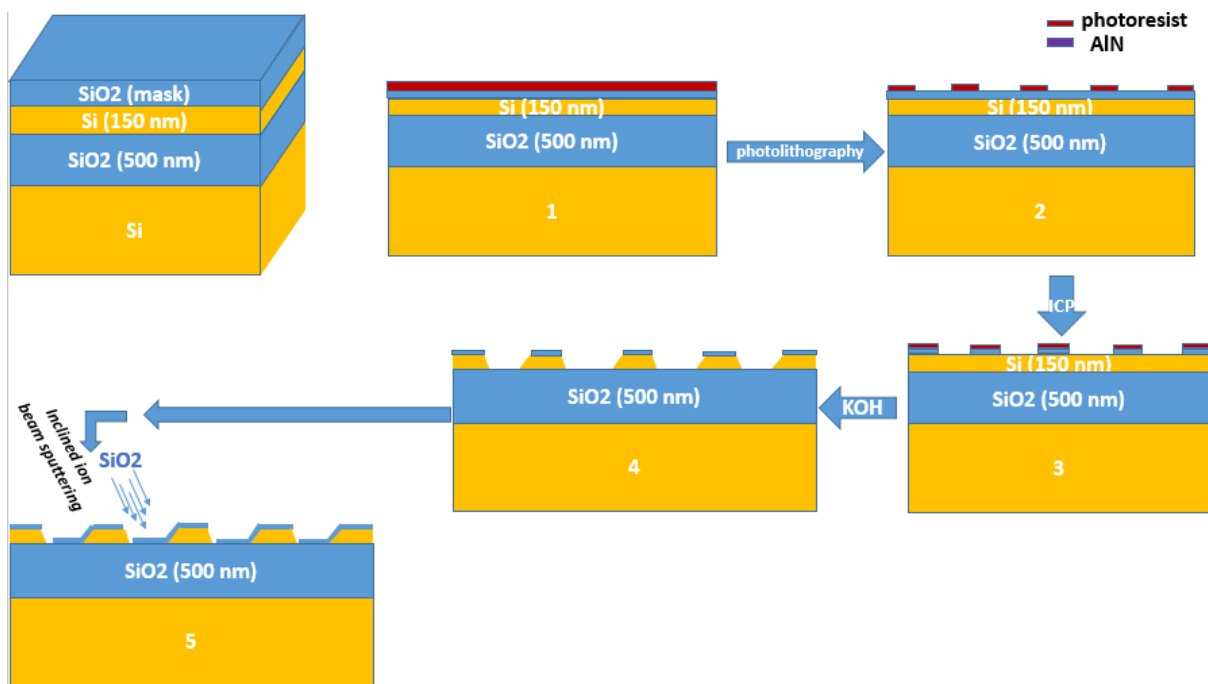 photoresist
AlN
SiO2 (mask)
Si (150 nm)
SiO2 (500 nm)
Si
Si (150 nm)
SiO2 (500 nm)
1
photolithography
Si (150 nm)
SiO2 (500 nm)
2
ICP
Si (150 nm)
SiO2 (500 nm)
3
KOH
SiO2 (500 nm)
4
Inclined ion
beam sputtering
SiO2
SiO2 (500 nm)
5